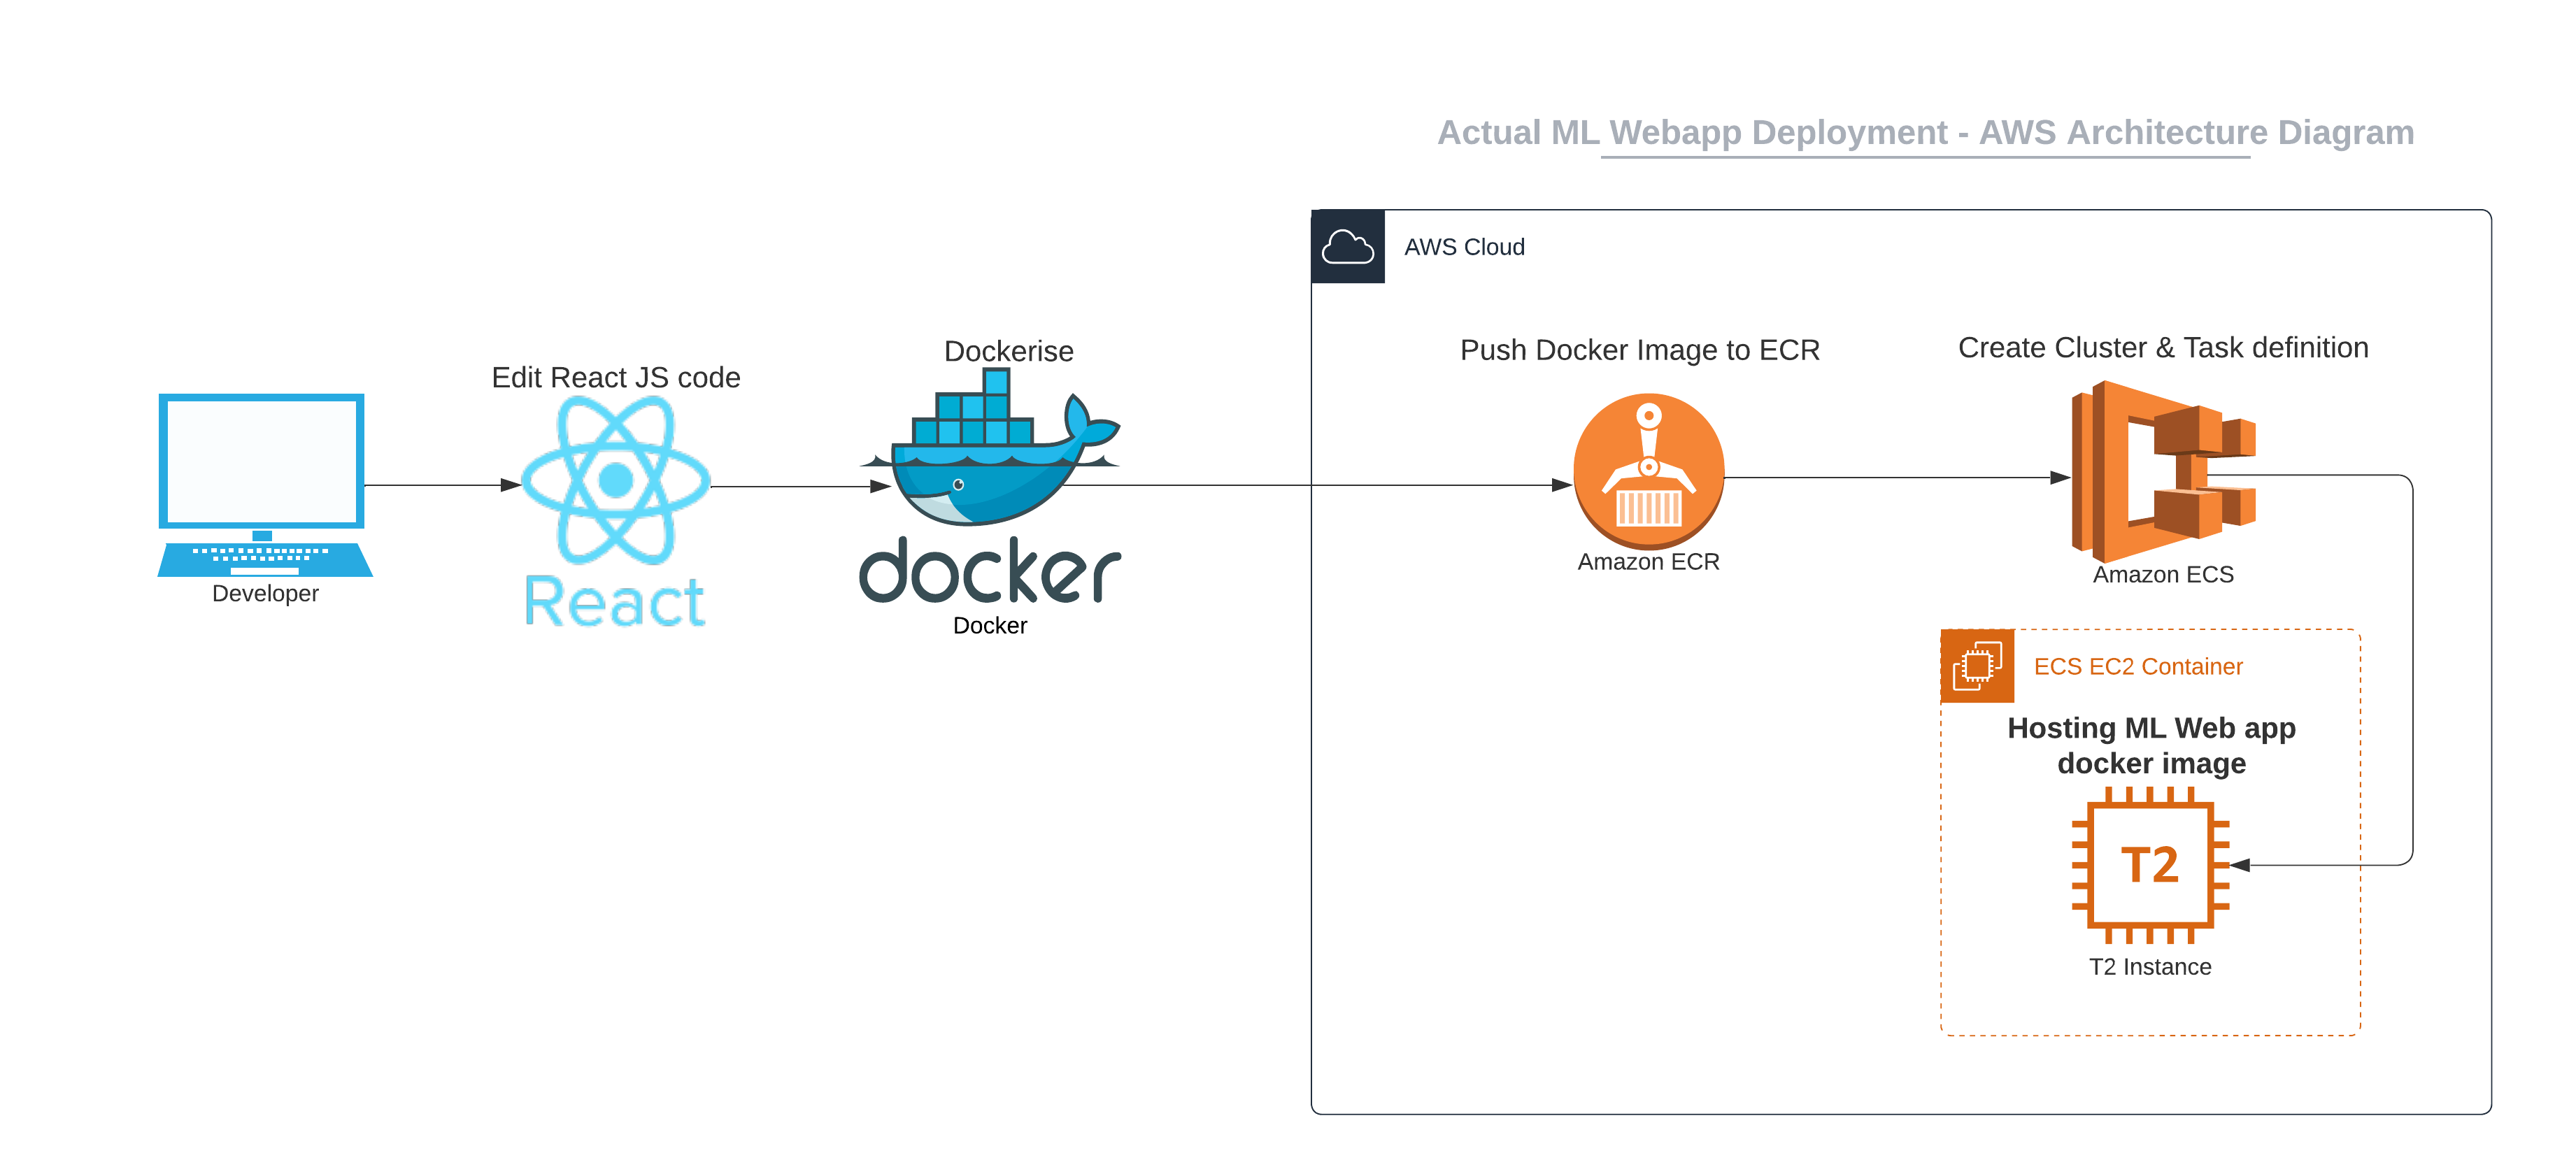 Actual ML Webapp Deployment - AWS Architecture Diagram
AWS Cloud
Edit React JS code
Dockerise
Push Docker Image to ECR
Create Cluster & Task definition
Developer
React
docker
Docker
Amazon ECR
Amazon ECS
ECS EC2 Container
Hosting ML Web app
docker image
T2
T2 Instance